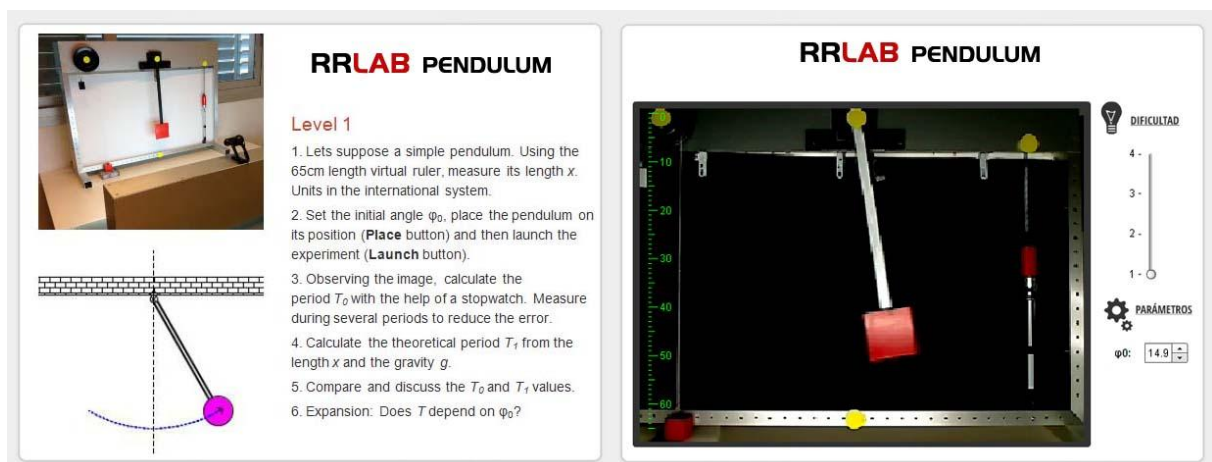 RRLAB PENDULUM
Level 1
1. Lets suppose a simple pendulum. Using the
65cm length virtual ruler, measure its length x.
Units in the international system.
2. Set the initial angle φ₀, place the pendulum on
its position (Place button) and then launch the
experiment (Launch button).
3. Observing the image, calculate the
period T₀ with the help of a stopwatch. Measure
during several periods to reduce the error.
4. Calculate the theoretical period T₁ from the
length x and the gravity g.
5. Compare and discuss the T₀ and T₁ values.
6. Expansion: Does T depend on φ₀?
RRLAB PENDULUM
0
10
20
30
40
50
60
DIFICULTAD
4 -
3 -
2 -
1 -
PARÁMETROS
φ0: 14.9